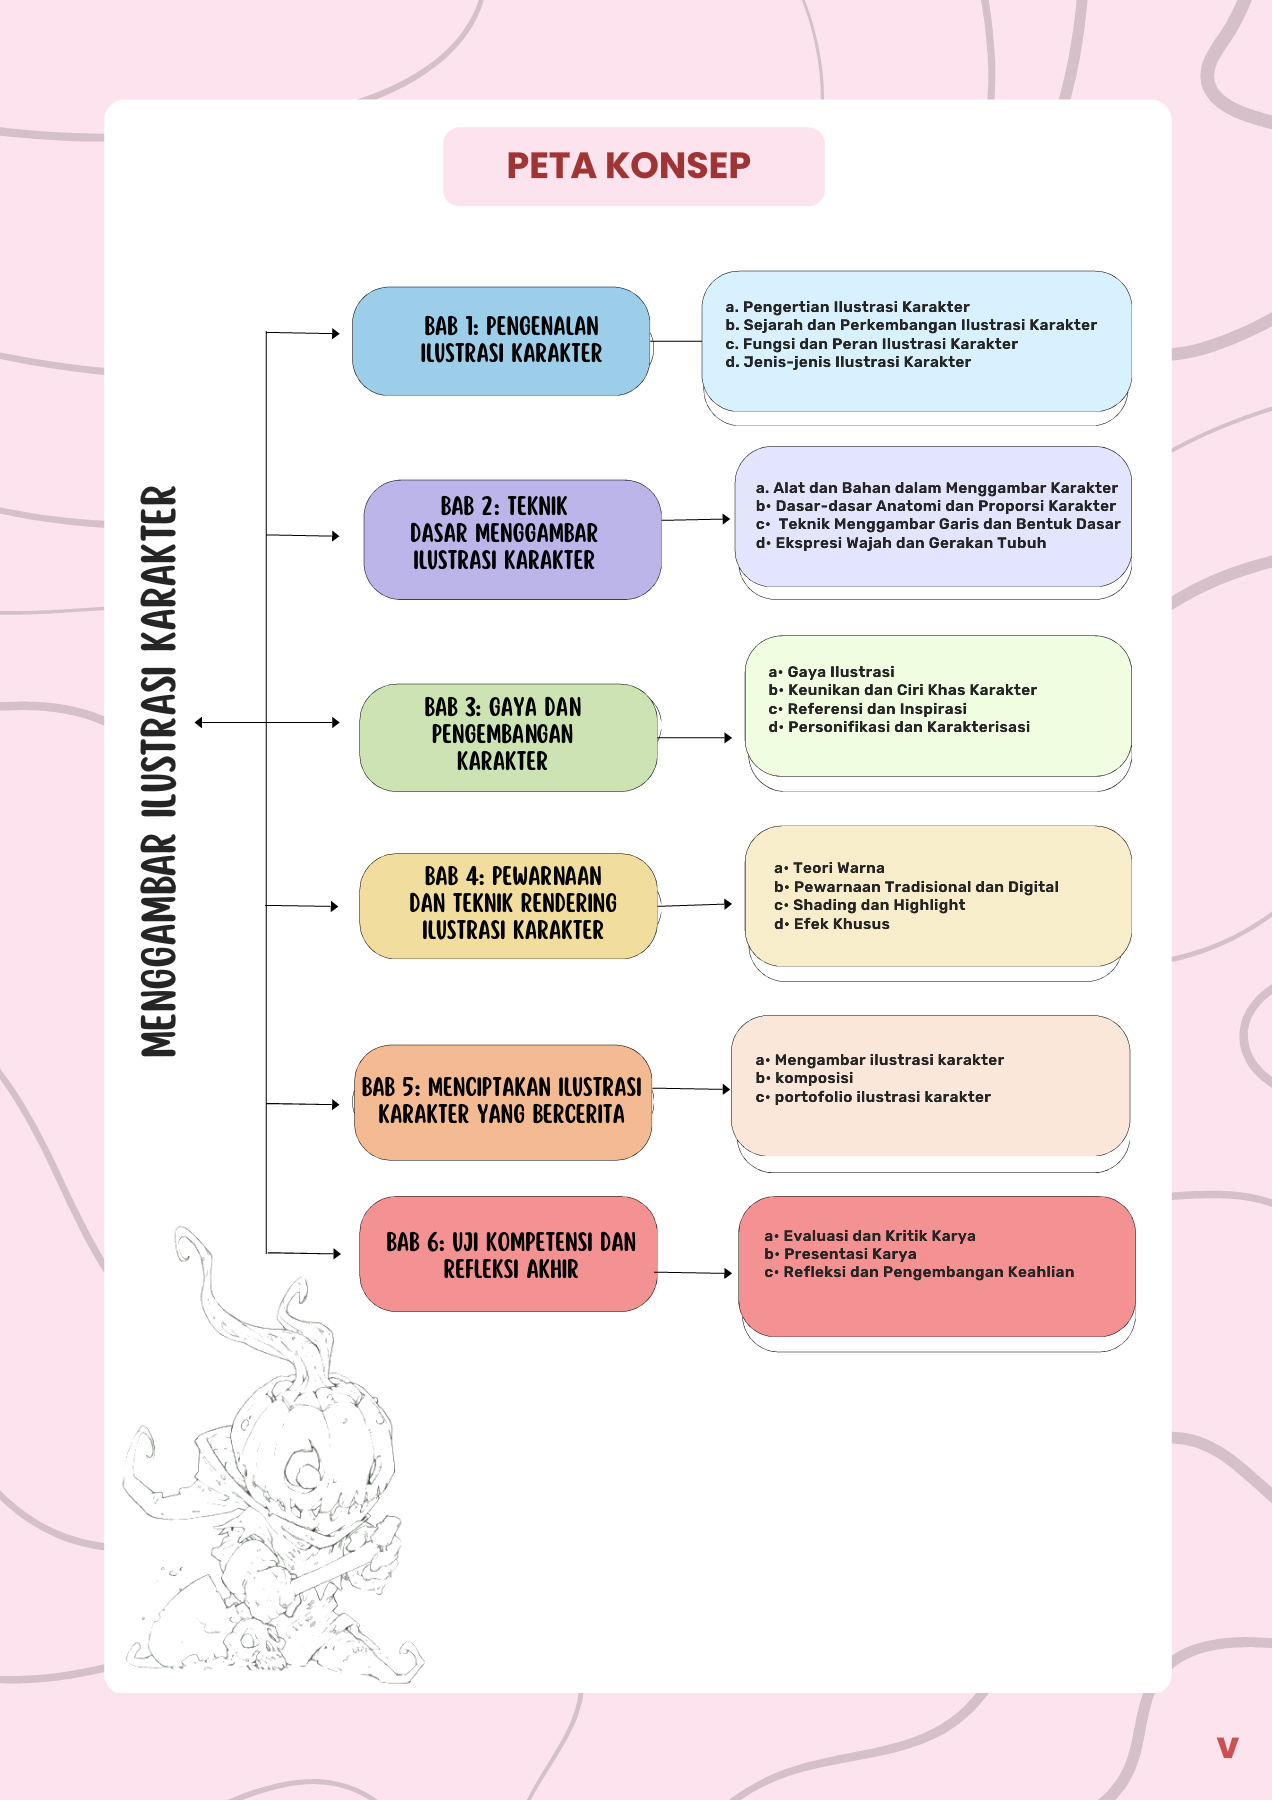 PETA KONSEP
MENGGAMBAR ILUSTRASI KARAKTER
BAB 1: PENGENALAN
ILUSTRASI KARAKTER
a. Pengertian Ilustrasi Karakter
b. Sejarah dan Perkembangan Ilustrasi Karakter
c. Fungsi dan Peran Ilustrasi Karakter
d. Jenis-jenis Ilustrasi Karakter
BAB 2: TEKNIK
DASAR MENGGAMBAR
ILUSTRASI KARAKTER
a. Alat dan Bahan dalam Menggambar Karakter
b• Dasar-dasar Anatomi dan Proporsi Karakter
c• Teknik Menggambar Garis dan Bentuk Dasar
d• Ekspresi Wajah dan Gerakan Tubuh
BAB 3: GAYA DAN
PENGEMBANGAN
KARAKTER
a• Gaya Ilustrasi
b• Keunikan dan Ciri Khas Karakter
c• Referensi dan Inspirasi
d• Personifikasi dan Karakterisasi
BAB 4: PEWARNAAN
DAN TEKNIK RENDERING
ILUSTRASI KARAKTER
a• Teori Warna
b• Pewarnaan Tradisional dan Digital
c• Shading dan Highlight
d• Efek Khusus
BAB 5: MENCIPTAKAN ILUSTRASI
KARAKTER YANG BERCERITA
a• Mengambar ilustrasi karakter
b• komposisi
c• portofolio ilustrasi karakter
BAB 6: UJI KOMPETENSI DAN
REFLEKSI AKHIR
a• Evaluasi dan Kritik Karya
b• Presentasi Karya
c• Refleksi dan Pengembangan Keahlian
V